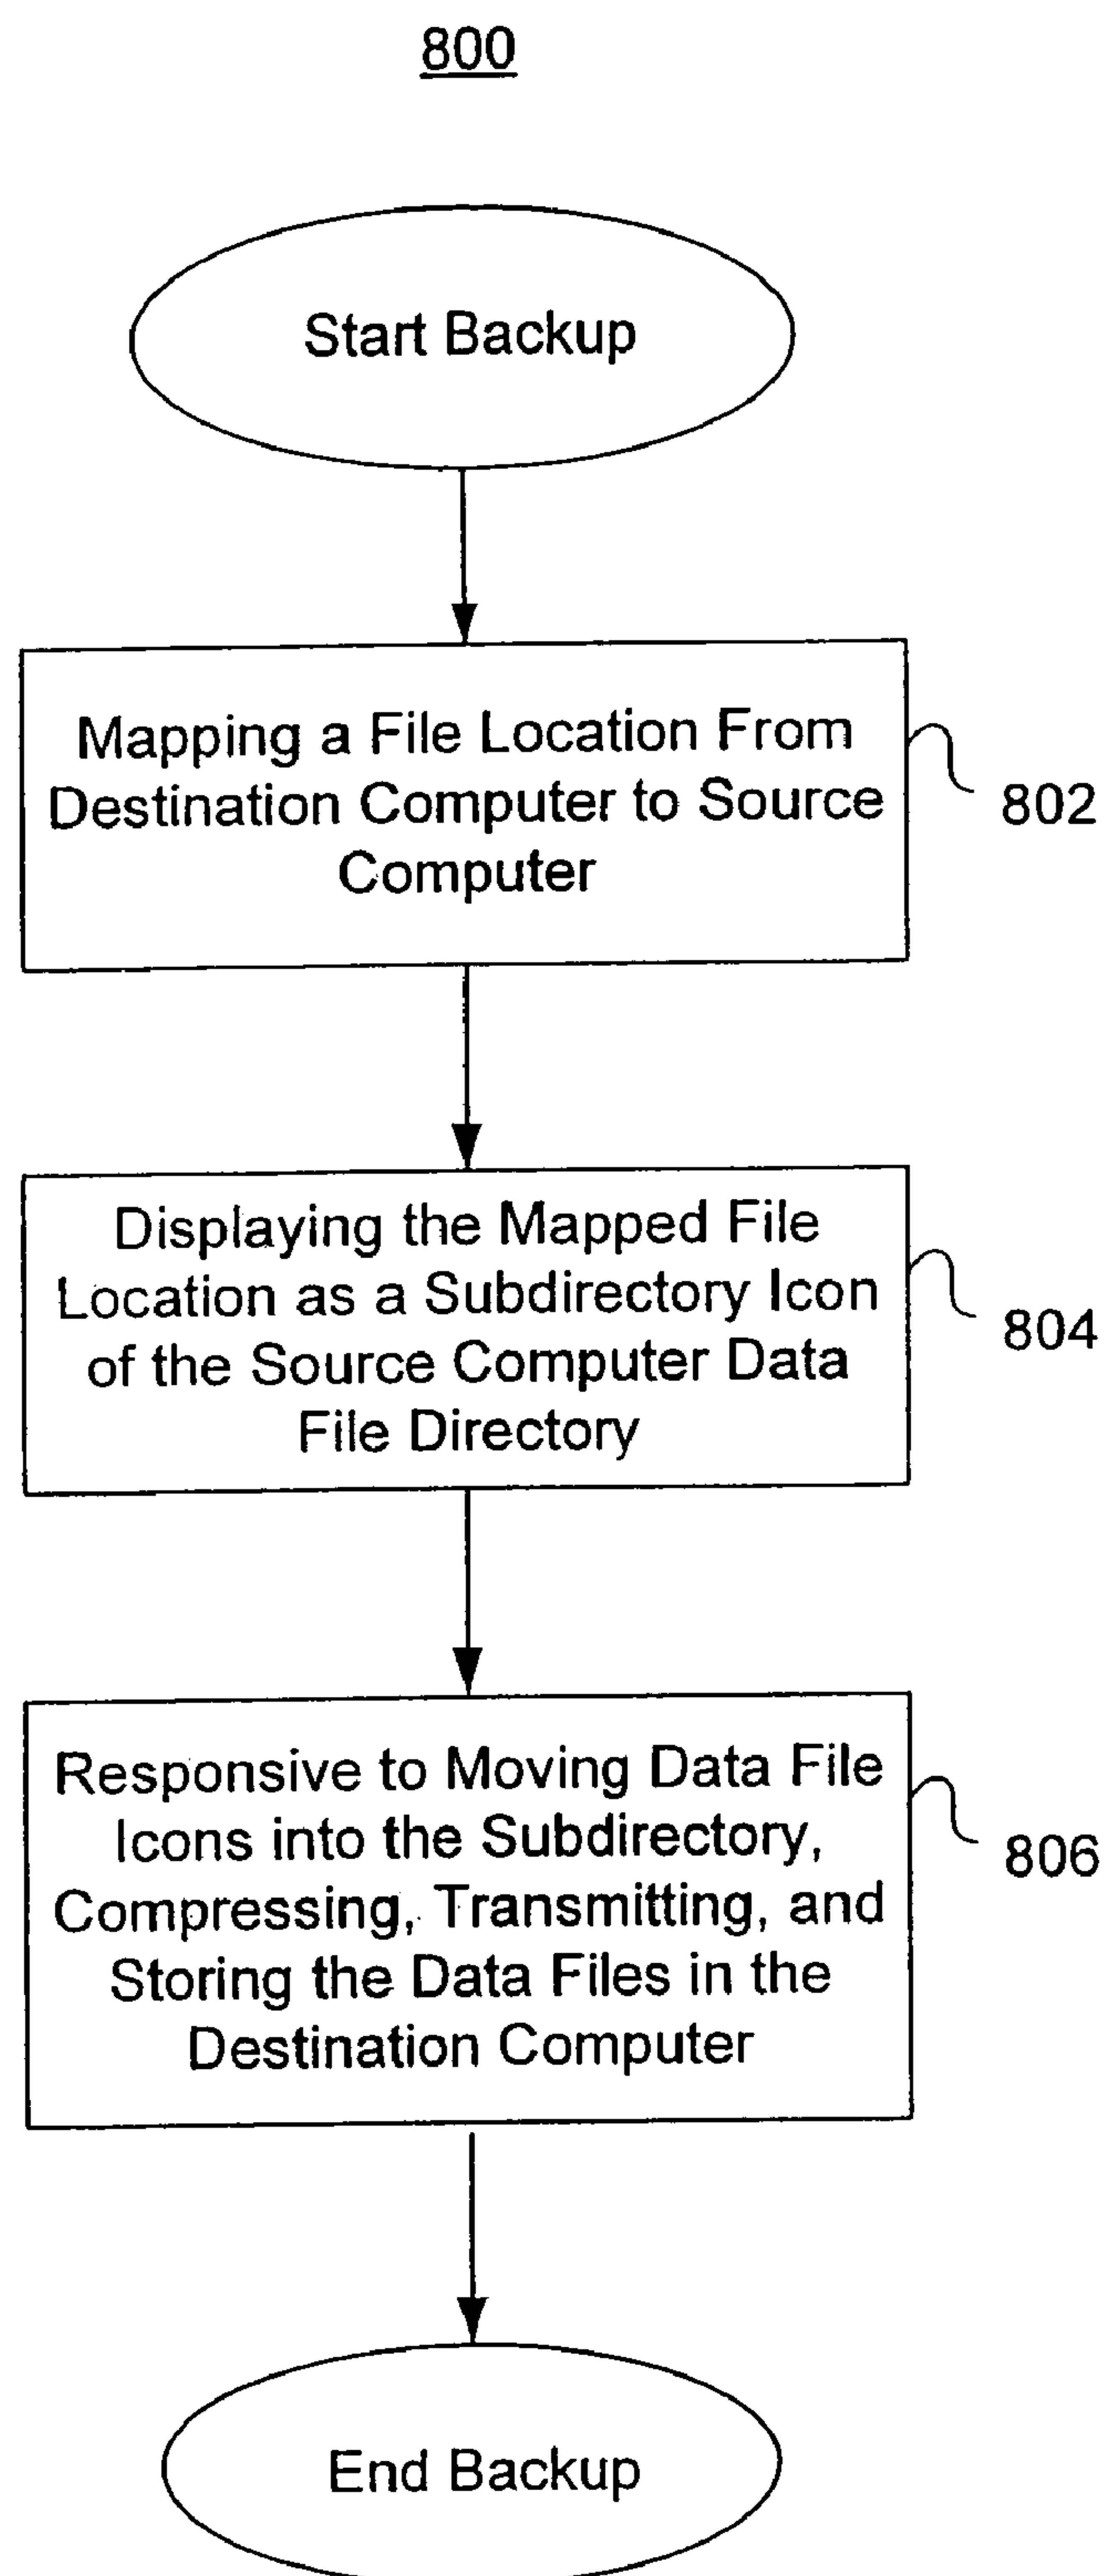 800
Start Backup
Mapping a File Location From
Destination Computer to Source
Computer
802
Displaying the Mapped File
Location as a Subdirectory Icon
of the Source Computer Data
File Directory
804
Responsive to Moving Data File
Icons into the Subdirectory,
Compressing, Transmitting, and
Storing the Data Files in the
Destination Computer
806
End Backup